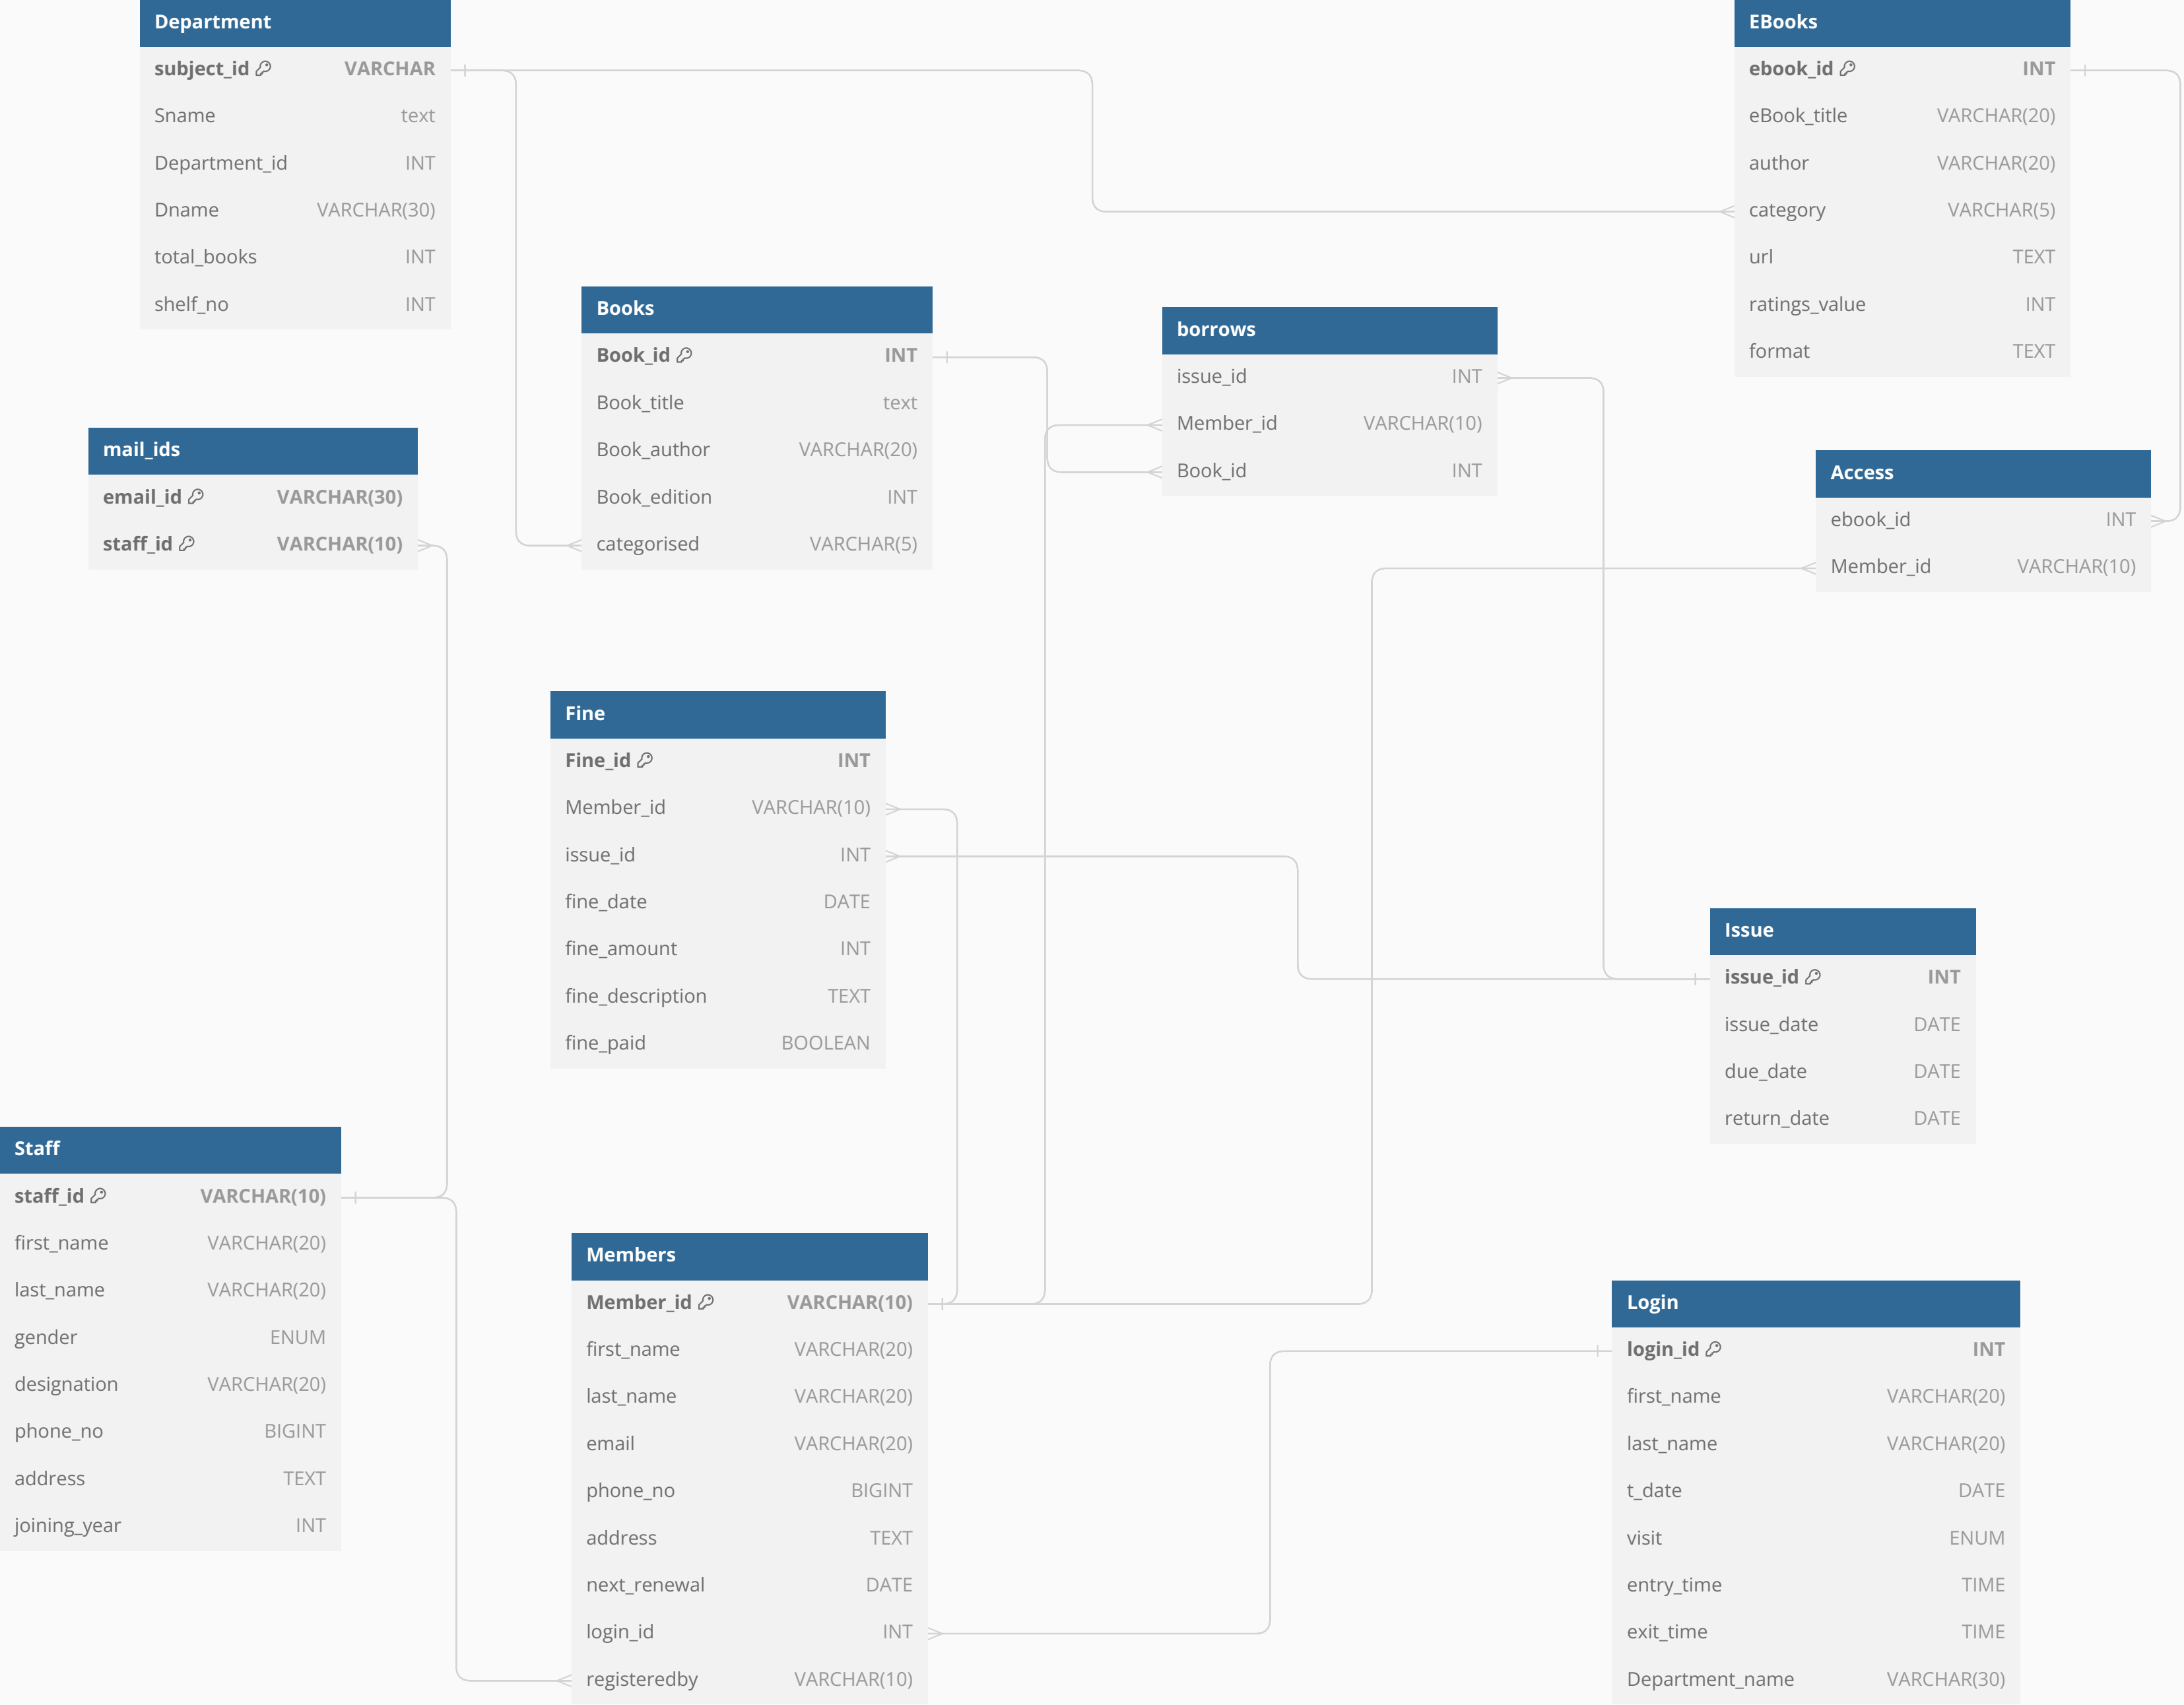 Department
subject_id VARCHAR
Sname text
Department_id INT
Dname VARCHAR(30)
total_books INT
shelf_no INT
EBooks
ebook_id INT
eBook_title VARCHAR(20)
author VARCHAR(20)
category VARCHAR(5)
url TEXT
ratings_value INT
format TEXT
Books
Book_id INT
Book_title text
Book_author VARCHAR(20)
Book_edition INT
categorised VARCHAR(5)
borrows
issue_id INT
Member_id VARCHAR(10)
Book_id INT
mail_ids
email_id VARCHAR(30)
staff_id VARCHAR(10)
Access
ebook_id INT
Member_id VARCHAR(10)
Fine
Fine_id INT
Member_id VARCHAR(10)
issue_id INT
fine_date DATE
fine_amount INT
fine_description TEXT
fine_paid BOOLEAN
Issue
issue_id INT
issue_date DATE
due_date DATE
return_date DATE
Staff
staff_id VARCHAR(10)
first_name VARCHAR(20)
last_name VARCHAR(20)
gender ENUM
designation VARCHAR(20)
phone_no BIGINT
address TEXT
joining_year INT
Members
Member_id VARCHAR(10)
first_name VARCHAR(20)
last_name VARCHAR(20)
email VARCHAR(20)
phone_no BIGINT
address TEXT
next_renewal DATE
login_id INT
registeredby VARCHAR(10)
Login
login_id INT
first_name VARCHAR(20)
last_name VARCHAR(20)
t_date DATE
visit ENUM
entry_time TIME
exit_time TIME
Department_name VARCHAR(30)